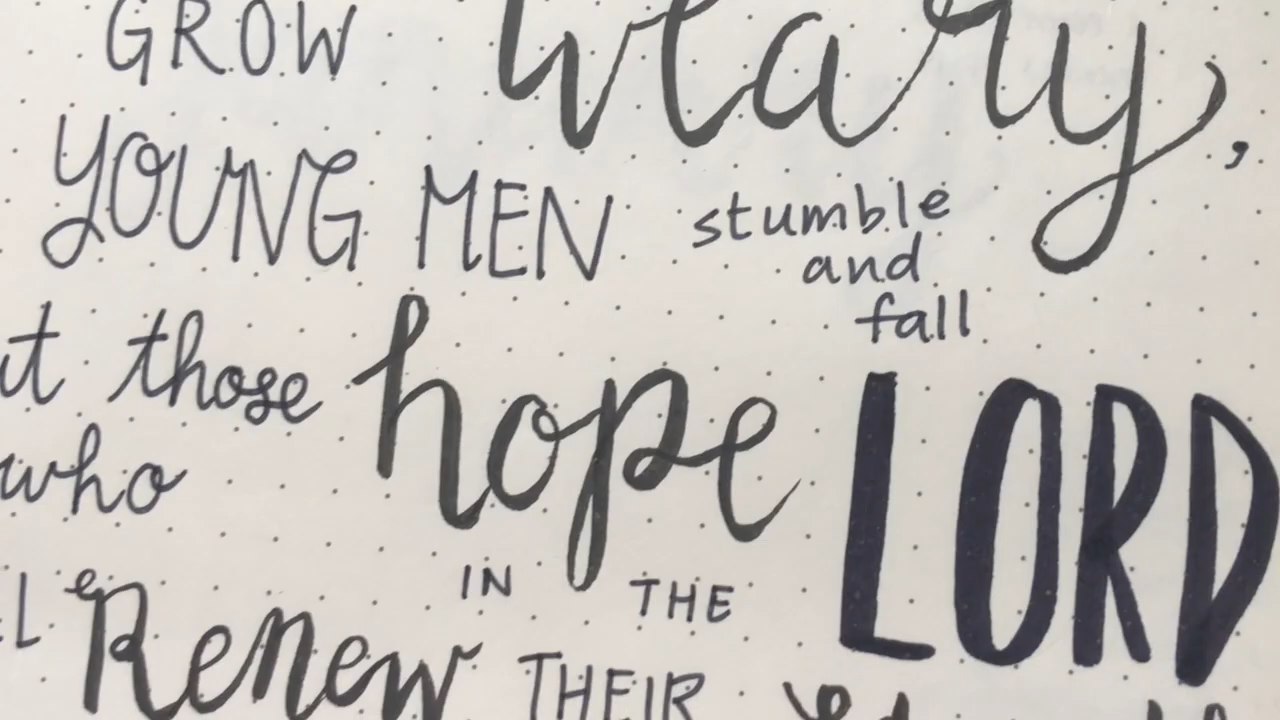 GROW weary,
YOUNG MEN stumble
and
fall
those hope LORD
who
IN THE
Renew THEIR